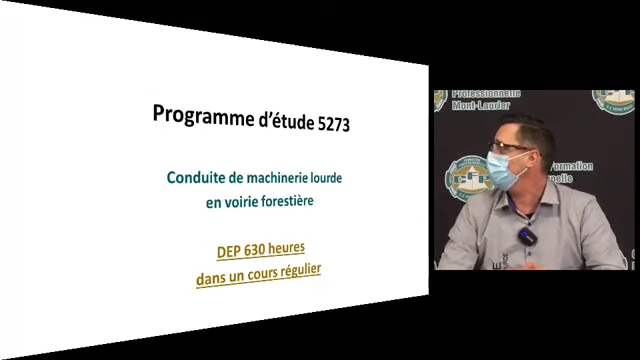 Programme d'étude 5273
Conduite de machinerie lourde
en voirie forestière
DEP 630 heures
dans un cours régulier
Professionnelle
Mont-Laurier
Formation